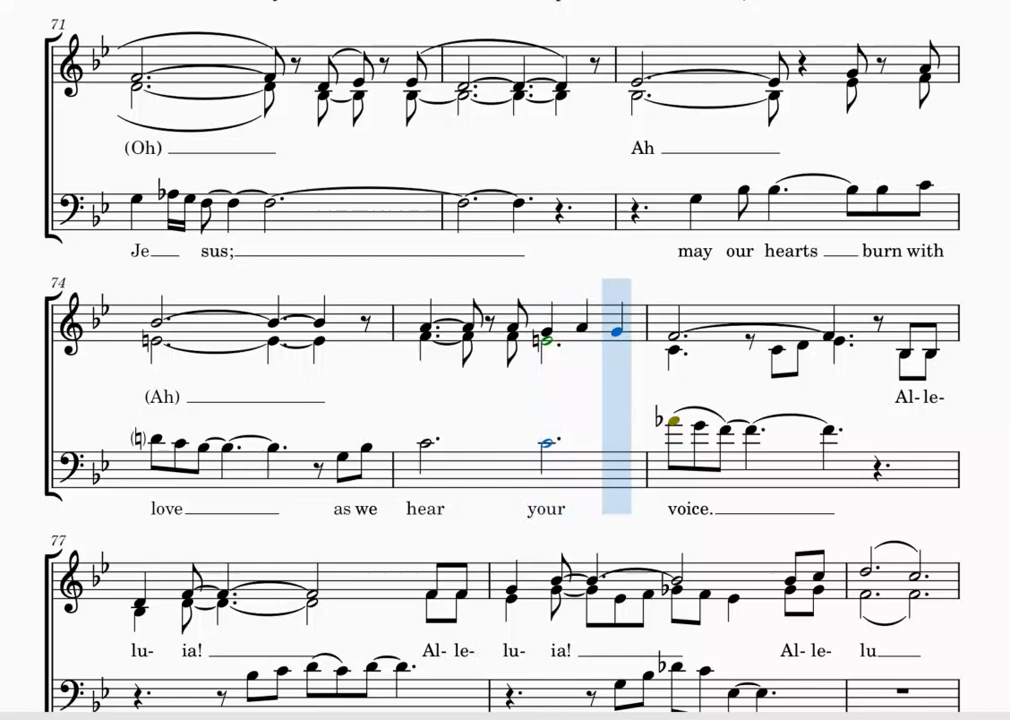 71
(Oh)
Ah
Je sus; may our hearts burn with
74
(Ah)
Al- le-
love as we hear your voice.
77
lu- ia! Al- le- lu- ia! Al- le- lu